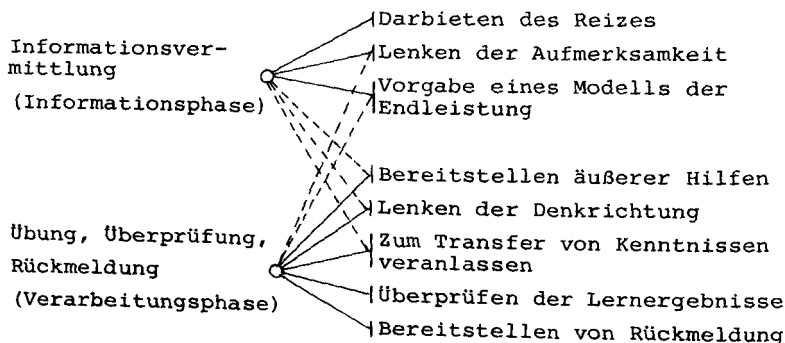 Informationsver-
mittlung
(Informationsphase)
Darbieten des Reizes
Lenken der Aufmerksamkeit
Vorgabe eines Modells der
Endleistung
Übung, Überprüfung,
Rückmeldung
(Verarbeitungsphase)
Bereitstellen äußerer Hilfen
Lenken der Denkrichtung
Zum Transfer von Kenntnissen
veranlassen
Überprüfen der Lernergebnisse
Bereitstellen von Rückmeldung